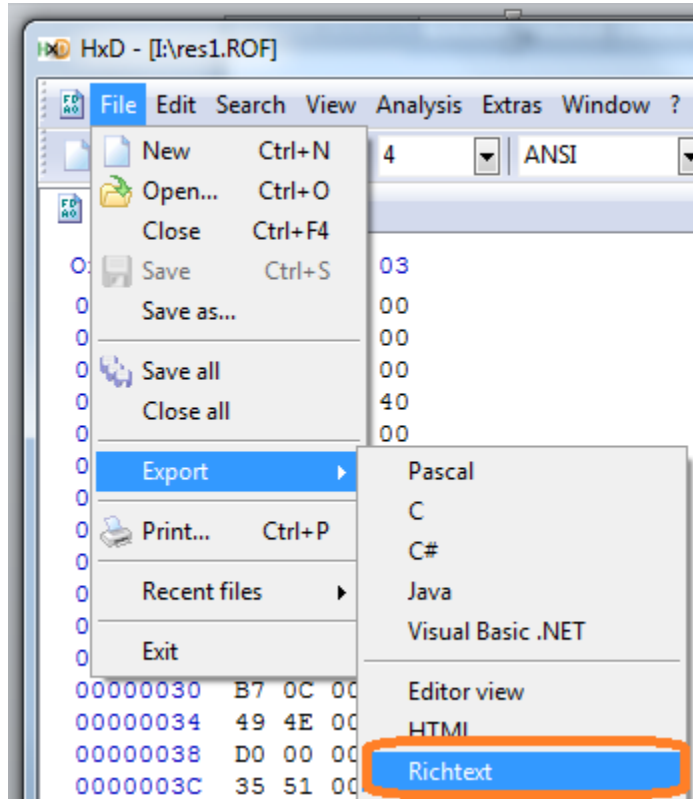 HxD - [I:\res1.ROF]
File Edit Search View Analysis Extras Window ?
New Ctrl+N
4 ANSI
Open... Ctrl+O
Close Ctrl+F4
Save Ctrl+S
03
Save as...
00
00
Save all
00
Close all
40
00
Export
Pascal
Print... Ctrl+P
C
C#
Recent files
Java
Visual Basic .NET
Exit
00000030 B7 0C 00
Editor view
00000034 49 4E 00
HTML
00000038 D0 00 00
Richtext
0000003C 35 51 00